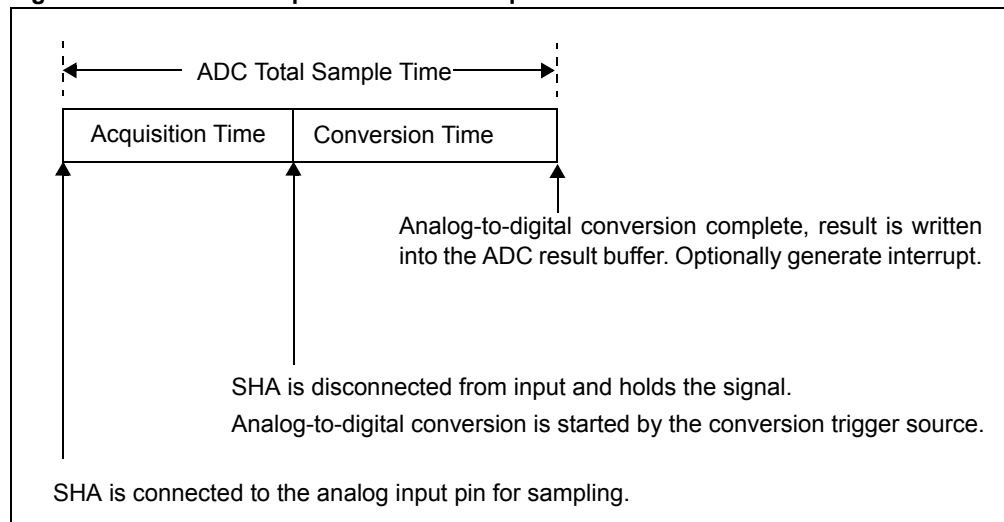 ADC Total Sample Time
Acquisition Time
Conversion Time
Analog-to-digital conversion complete, result is written
into the ADC result buffer. Optionally generate interrupt.
SHA is disconnected from input and holds the signal.
Analog-to-digital conversion is started by the conversion trigger source.
SHA is connected to the analog input pin for sampling.